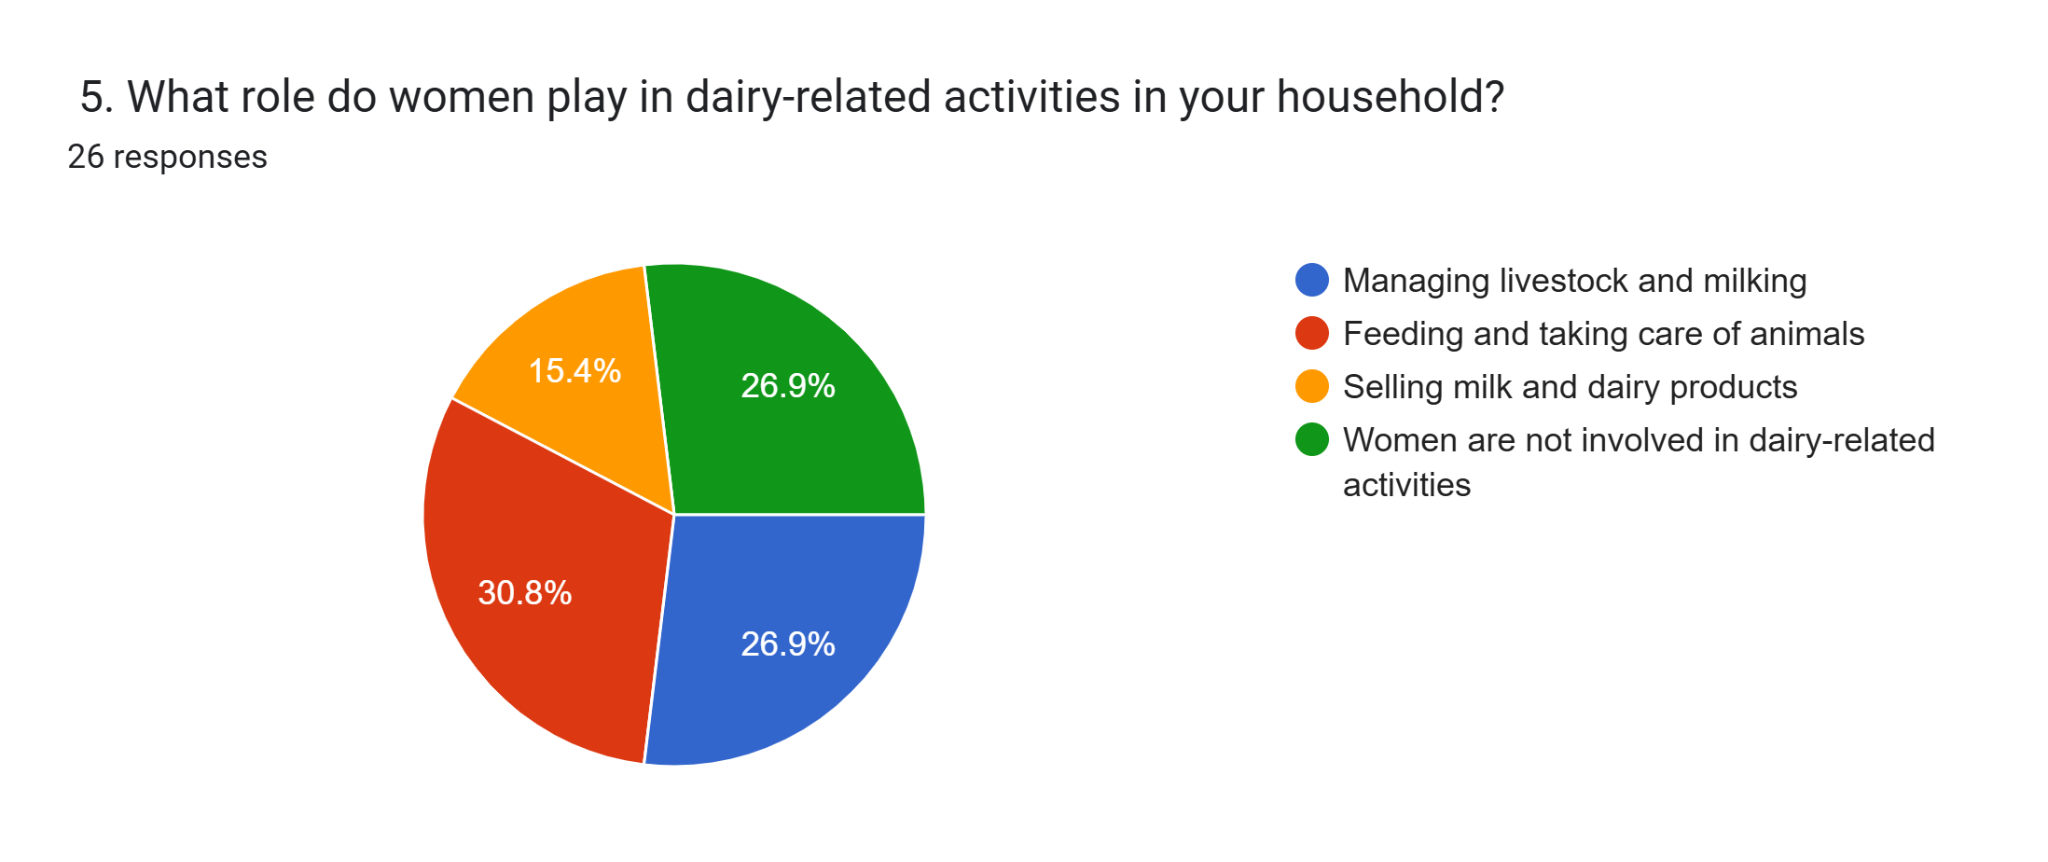 5. What role do women play in dairy-related activities in your household?
26 responses
15.4%
26.9%
30.8%
26.9%
Managing livestock and milking
Feeding and taking care of animals
Selling milk and dairy products
Women are not involved in dairy-related
activities